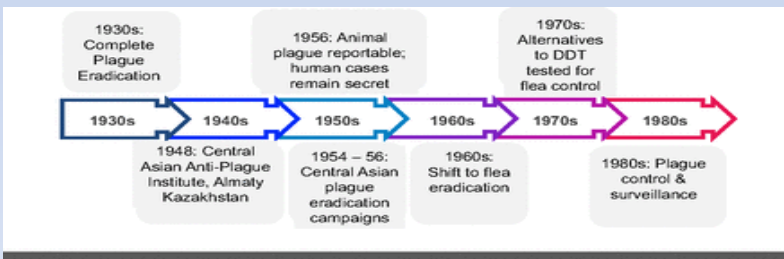 1930s:
Complete
Plague
Eradication
1956: Animal
plague reportable;
human cases
remain secret
1970s:
Alternatives
to DDT
tested for
flea control
1930s
1940s
1950s
1960s
1970s
1980s
1948: Central
Asian Anti-Plague
Institute, Almaty
Kazakhstan
1954 – 56:
Central Asian
plague
eradication
campaigns
1960s:
Shift to flea
eradication
1980s: Plague
control &
surveillance